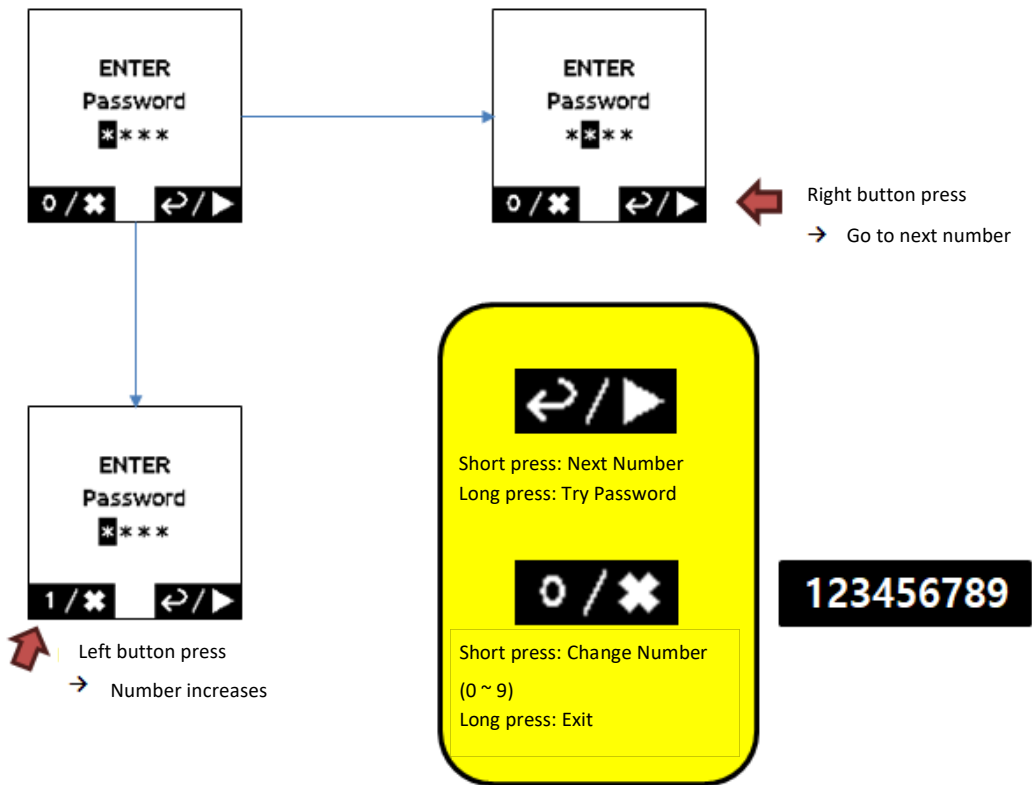 ENTER
Password
****
0 / ✖ ↩ / ▶
ENTER
Password
****
0 / ✖ ↩ / ▶
Right button press
→ Go to next number
ENTER
Password
****
1 / ✖ ↩ / ▶
Left button press
→ Number increases
↩ / ▶
Short press: Next Number
Long press: Try Password
0 / ✖
Short press: Change Number
(0 ~ 9)
Long press: Exit
123456789